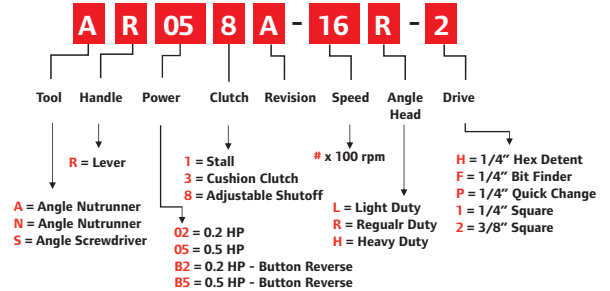 A R 05 8 A - 16 R - 2
Tool Handle Power Clutch Revision Speed Angle Head Drive
R = Lever
A = Angle Nutrunner
N = Angle Nutrunner
S = Angle Screwdriver
02 = 0.2 HP
05 = 0.5 HP
B2 = 0.2 HP - Button Reverse
B5 = 0.5 HP - Button Reverse
1 = Stall
3 = Cushion Clutch
8 = Adjustable Shutoff
# x 100 rpm
L = Light Duty
R = Regualr Duty
H = Heavy Duty
H = 1/4” Hex Detent
F = 1/4” Bit Finder
P = 1/4” Quick Change
1 = 1/4” Square
2 = 3/8” Square